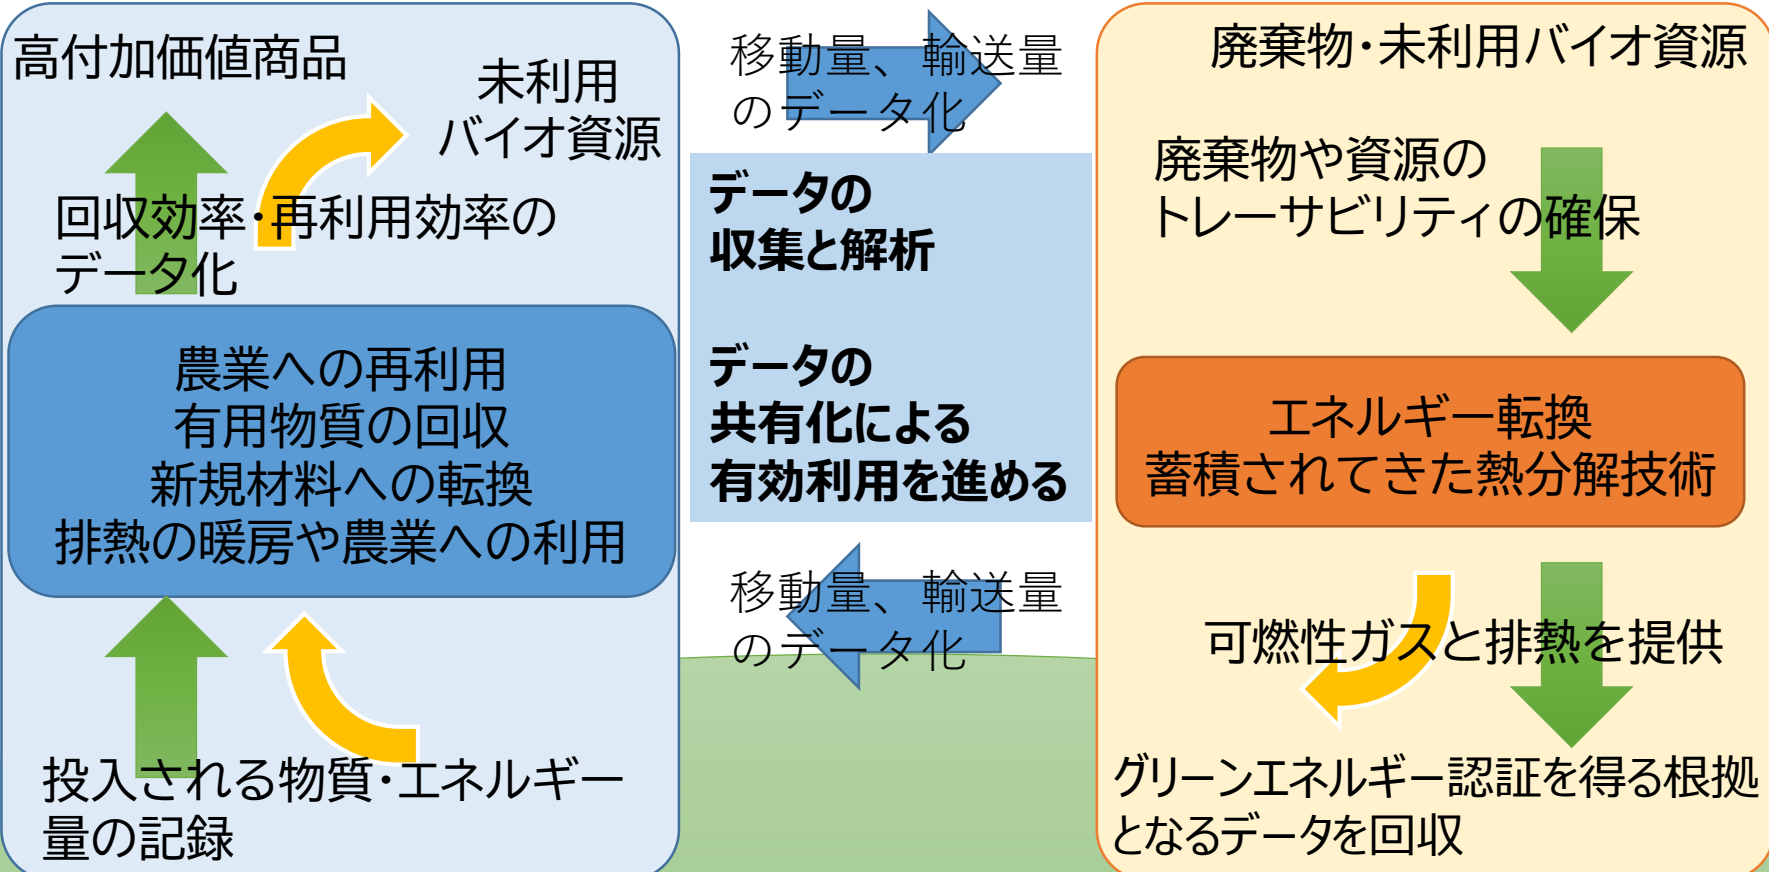 高付加価値商品
未利用
バイオ資源
回収効率・再利用効率の
データ化
農業への再利用
有用物質の回収
新規材料への転換
排熱の暖房や農業への利用
投入される物質・エネルギー
量の記録
移動量、輸送量
のデータ化
データの
収集と解析
データの
共有化による
有効利用を進める
移動量、輸送量
のデータ化
廃棄物・未利用バイオ資源
廃棄物や資源の
トレーサビリティの確保
エネルギー転換
蓄積されてきた熱分解技術
可燃性ガスと排熱を提供
グリーンエネルギー認証を得る根拠
となるデータを回収